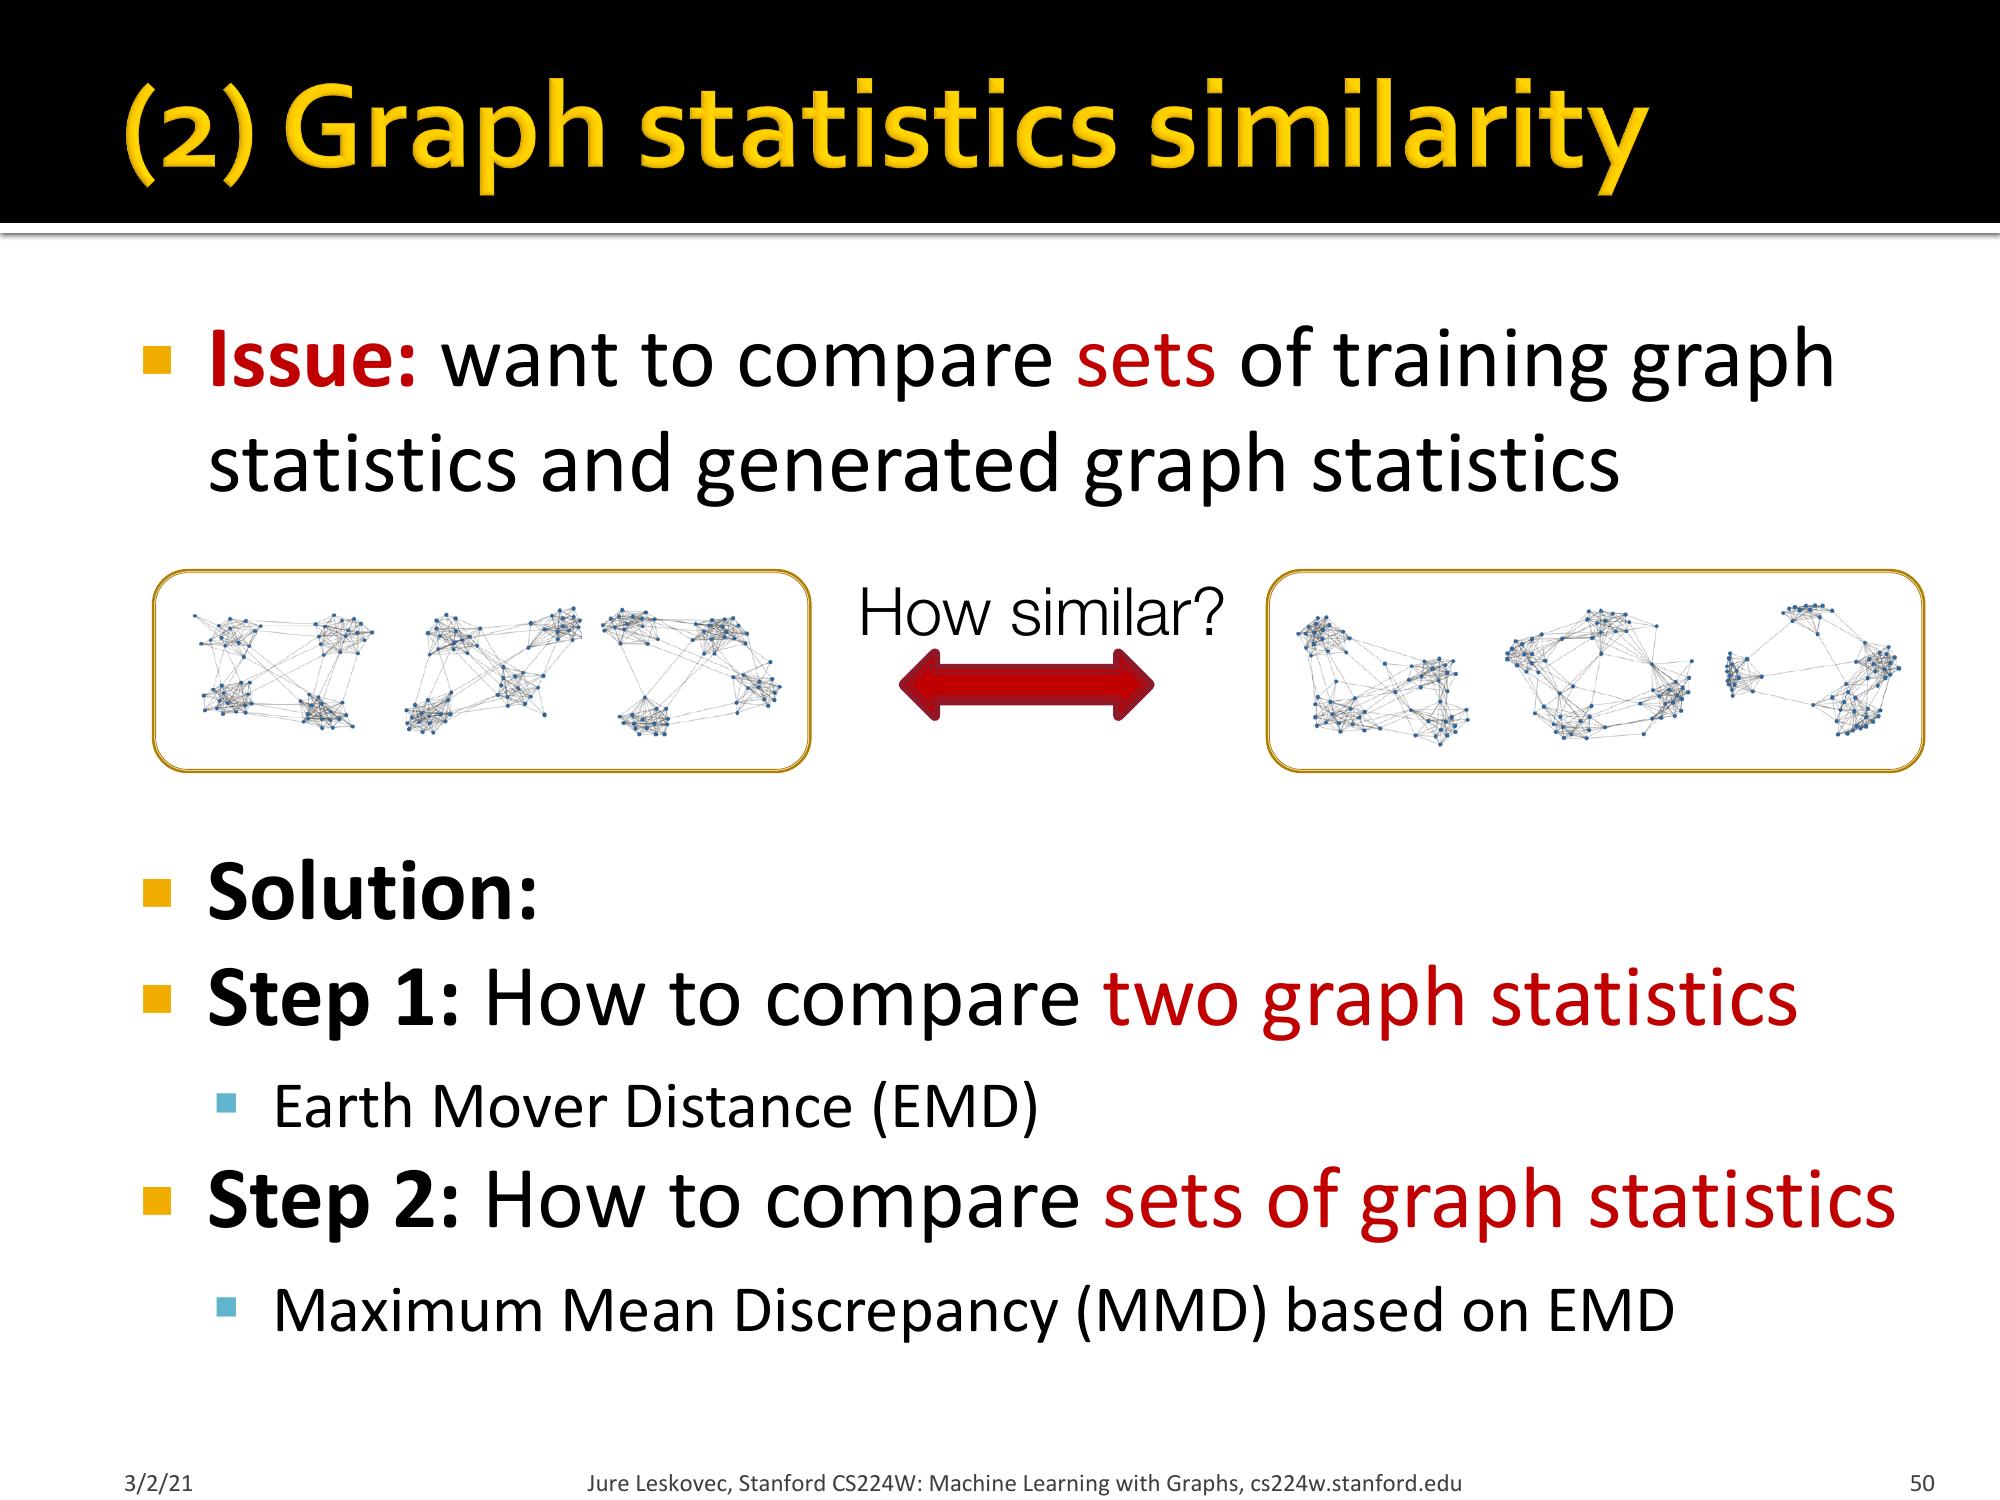 (2) Graph statistics similarity
Issue: want to compare sets of training graph
statistics and generated graph statistics
How similar?
Solution:
Step 1: How to compare two graph statistics
Earth Mover Distance (EMD)
Step 2: How to compare sets of graph statistics
Maximum Mean Discrepancy (MMD) based on EMD
3/2/21
Jure Leskovec, Stanford CS224W: Machine Learning with Graphs, cs224w.stanford.edu
50